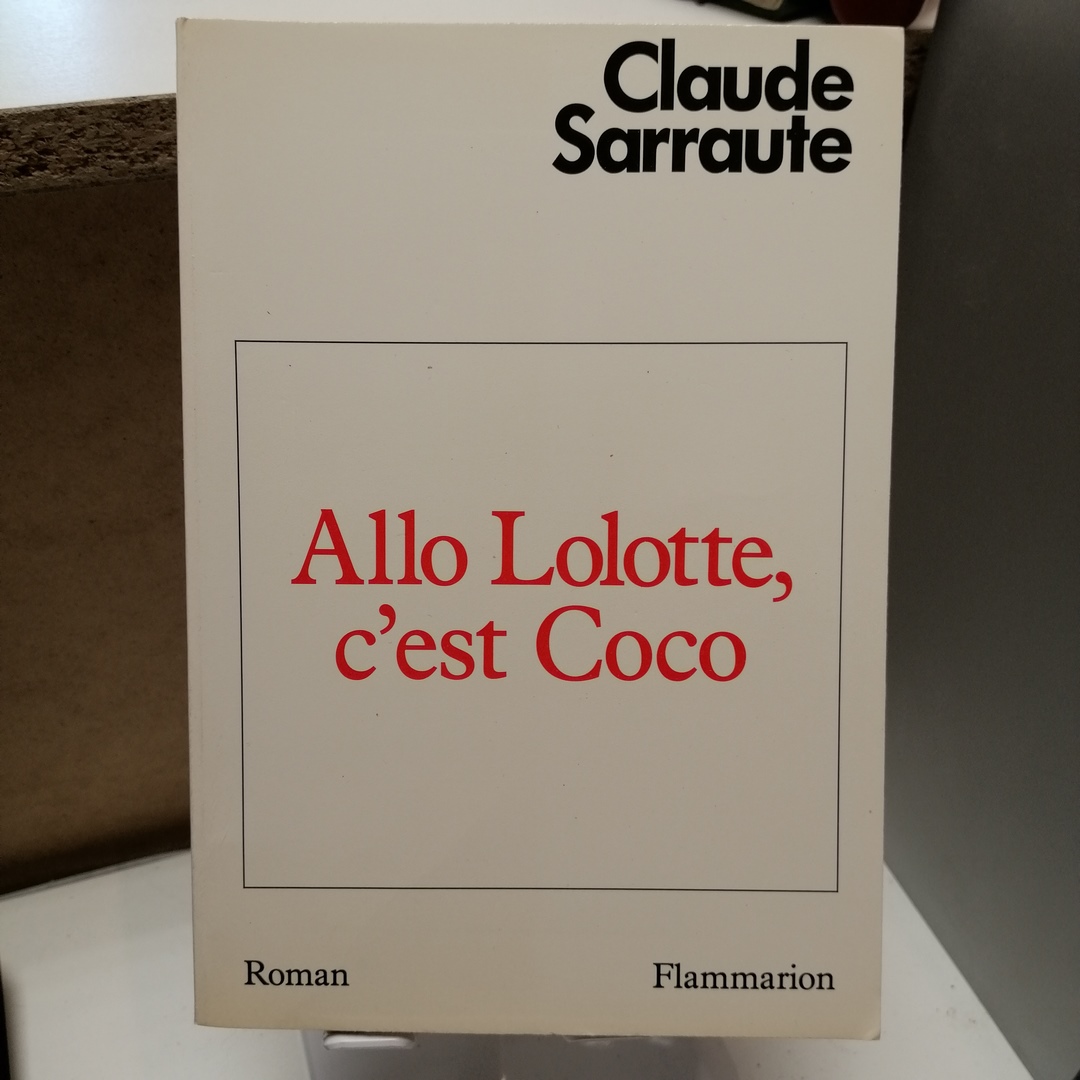 Claude
Sarraute
Allo Lolotte,
c'est Coco
Roman
Flammarion